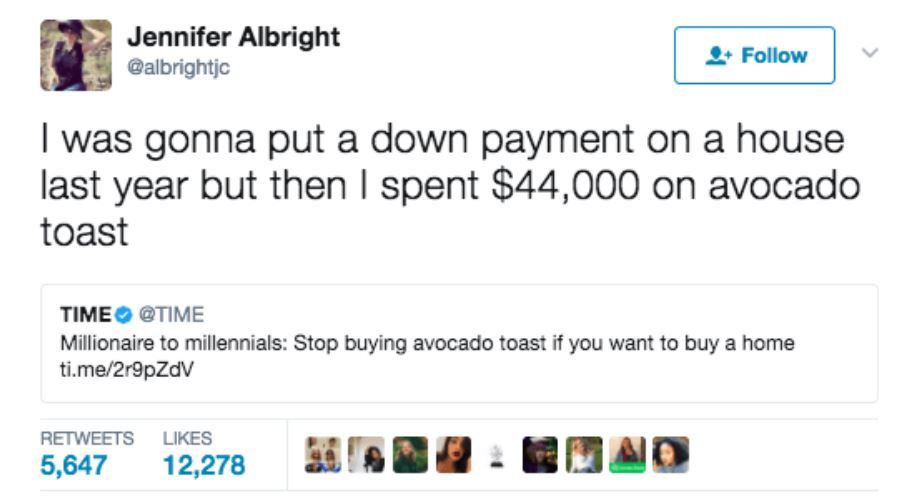 Jennifer Albright
@albrightjc
Follow
I was gonna put a down payment on a house
last year but then I spent $44,000 on avocado
toast
TIME @TIME
Millionaire to millennials: Stop buying avocado toast if you want to buy a home
ti.me/2r9pZdV
RETWEETS LIKES
5,647 12,278